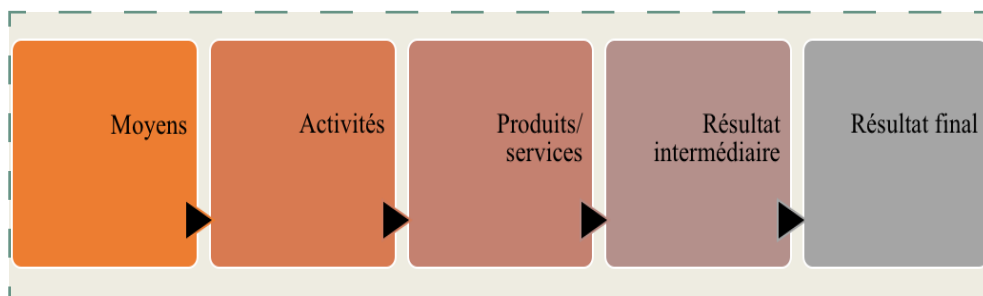 Moyens
Activités
Produits/
services
Résultat
intermédiaire
Résultat final